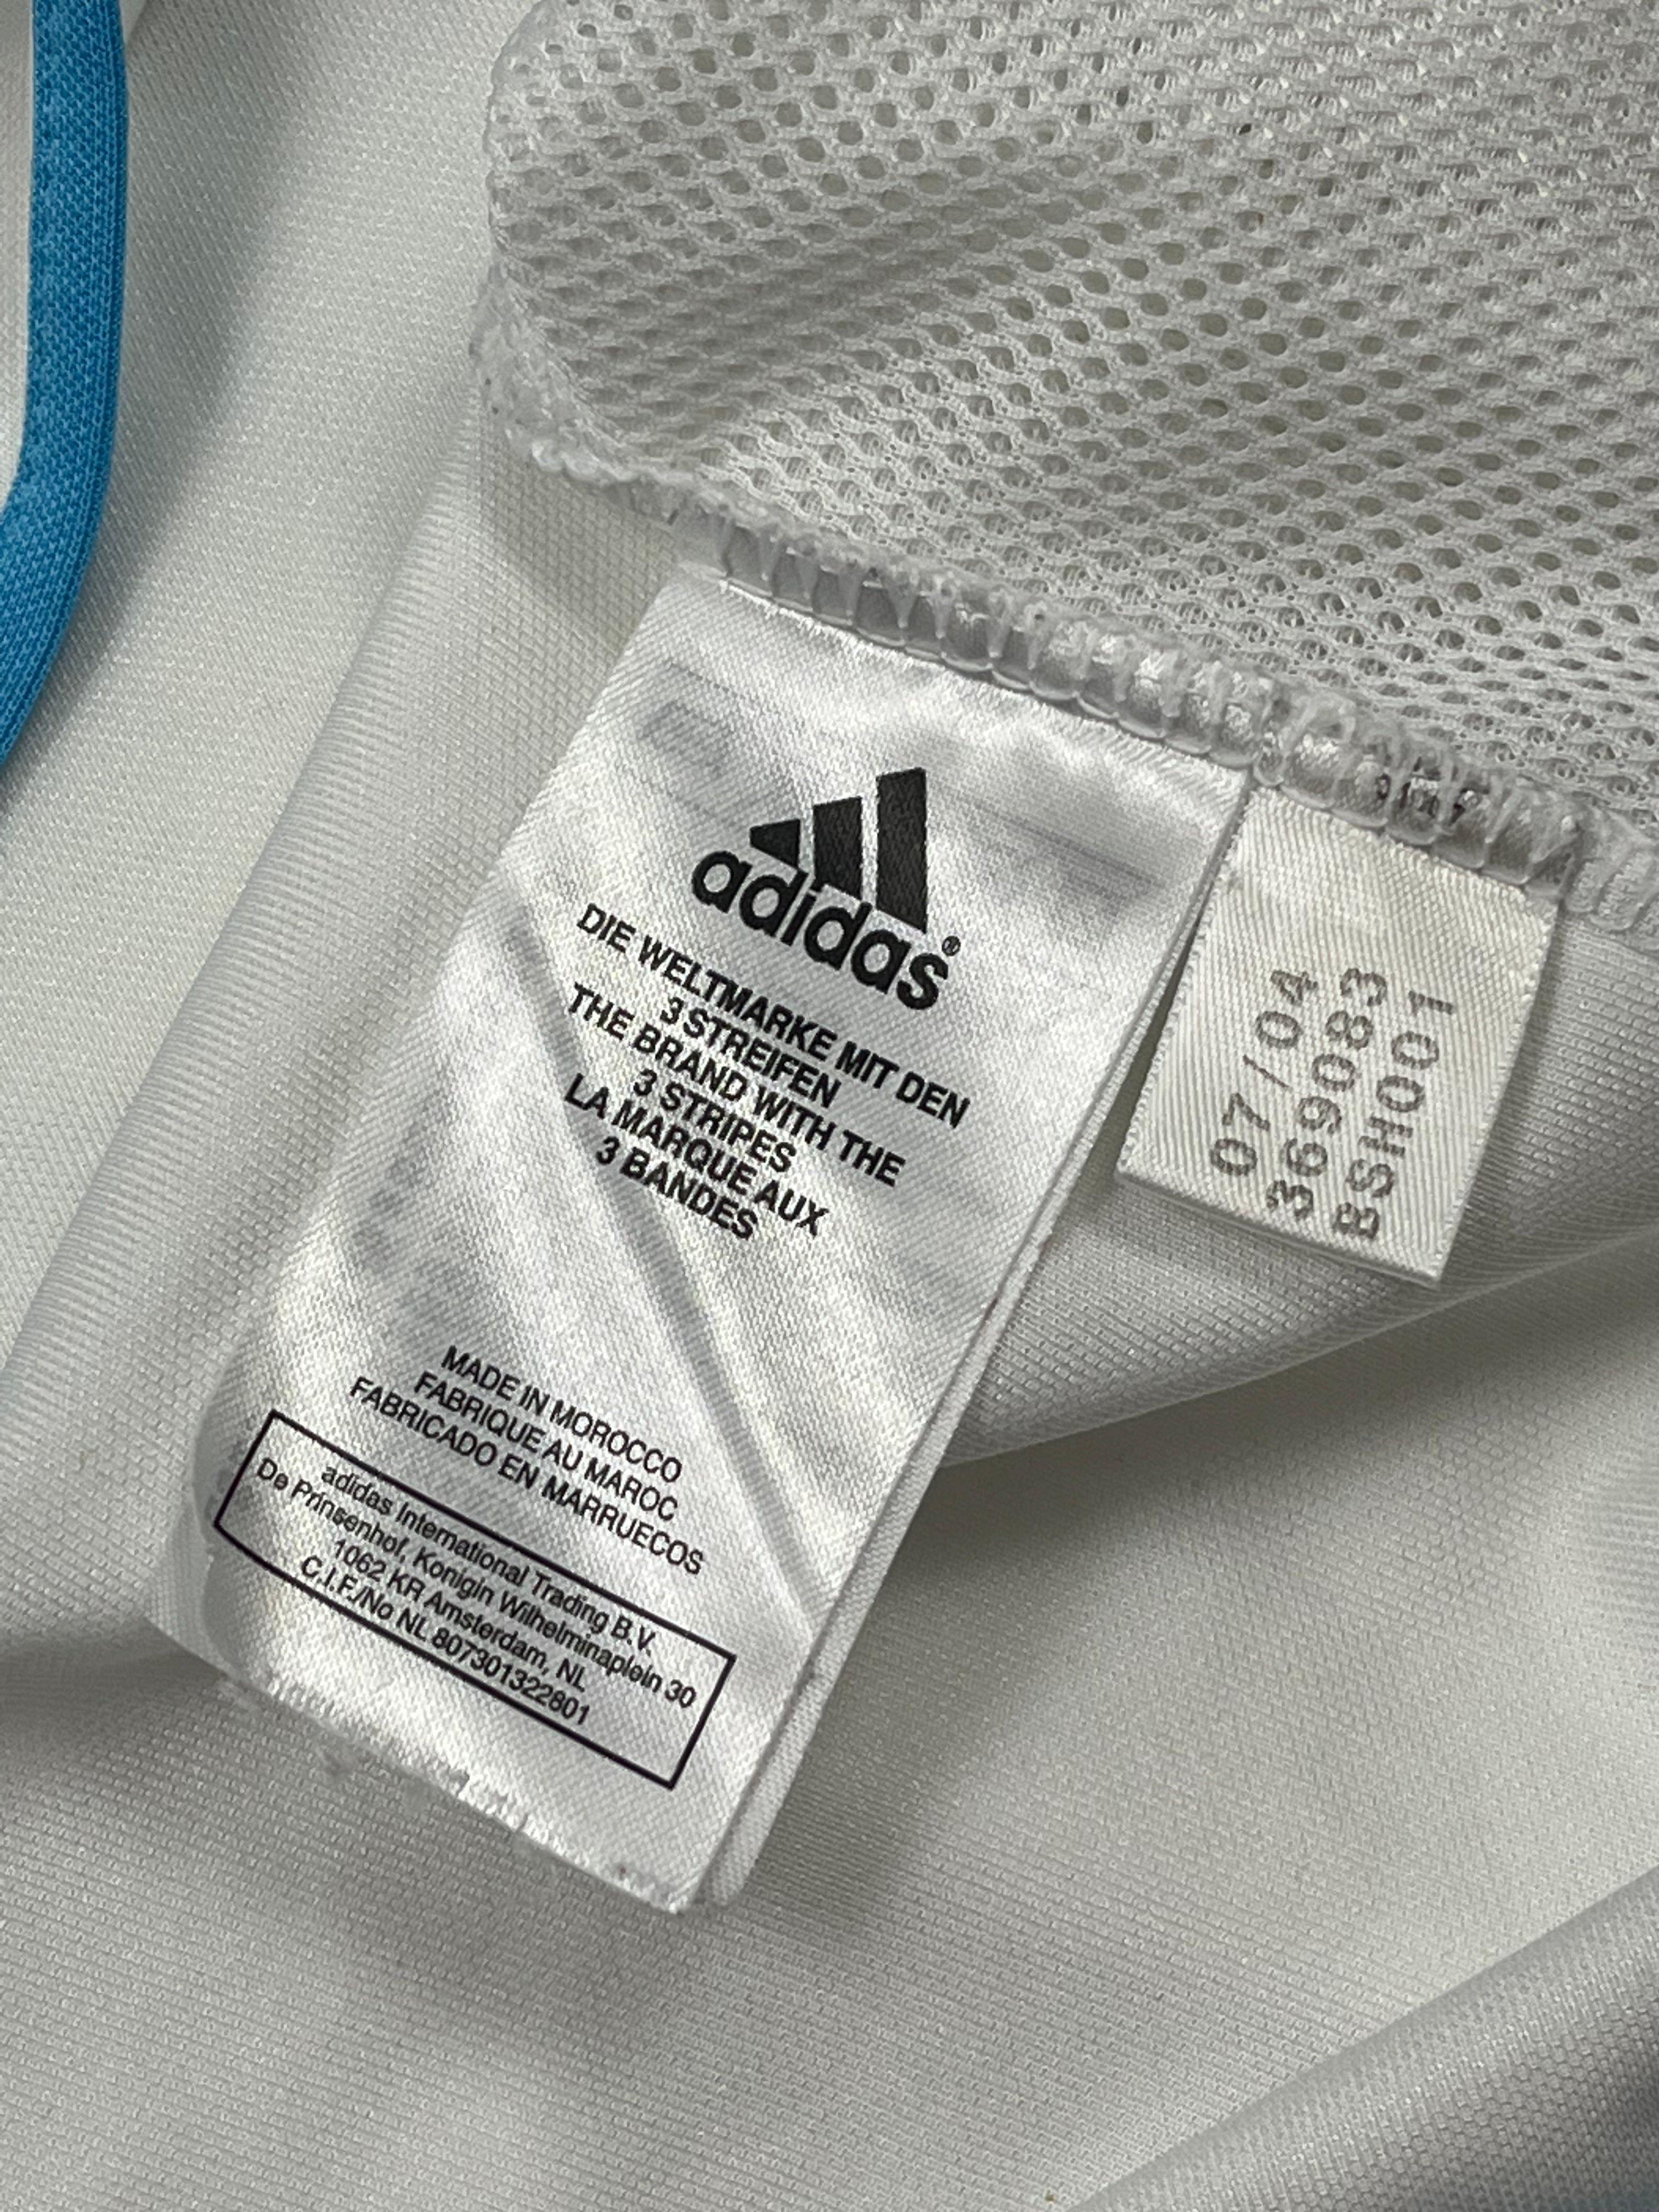 adidas®
DIE WELTMARKE MIT DEN
3 STREIFEN
THE BRAND WITH THE
3 STRIPES
LA MARQUE AUX
3 BANDES
MADE IN MOROCCO
FABRIQUE AU MAROC
FABRICADO EN MARRUECOS
adidas International Trading B.V.
De Prinsenhof, Konigin Wilhelminaplein 30
1062 KR Amsterdam, NL
C.I.F./No NL 807301322801
07/04
369083
BSH001